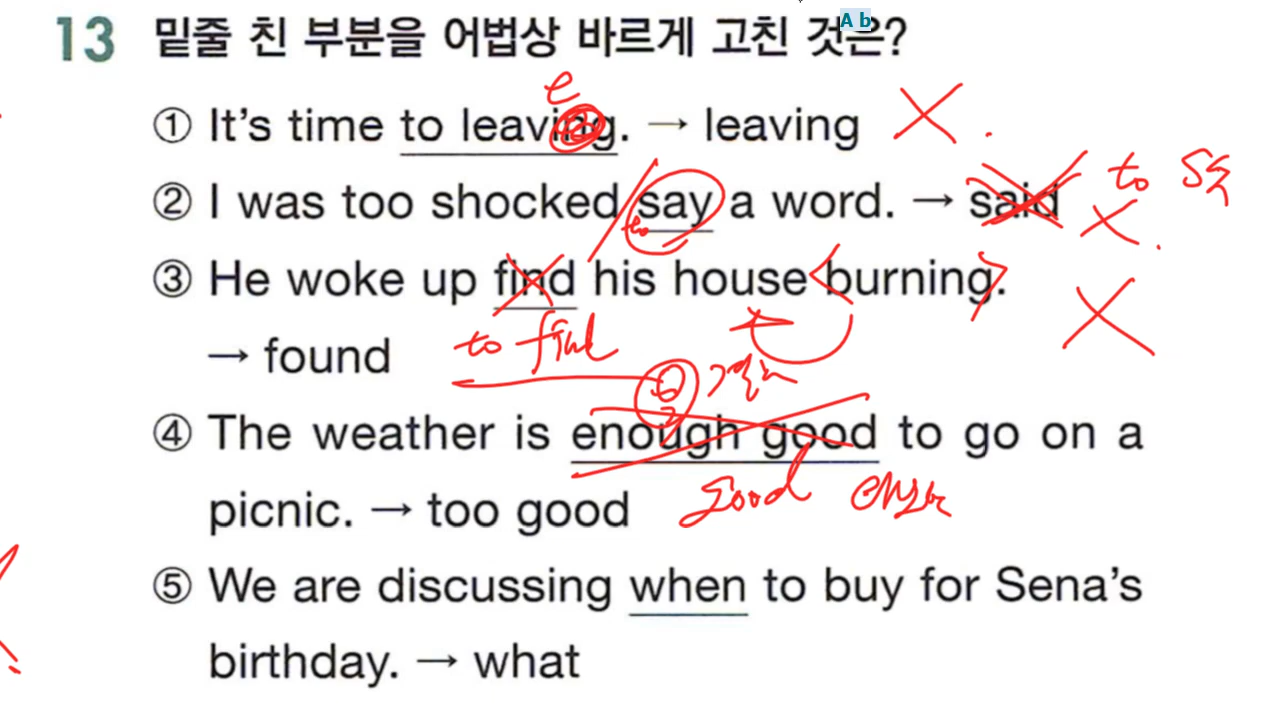 A b
13 밑줄 친 부분을 어법상 바르게 고친 것은?
e
① It's time to leaving. → leaving
② I was too shocked say a word. → said
to
③ He woke up find his house burning.
→ found
to find
④ The weather is enough good to go on a
picnic. → too good
good
⑤ We are discussing when to buy for Sena's
birthday. → what